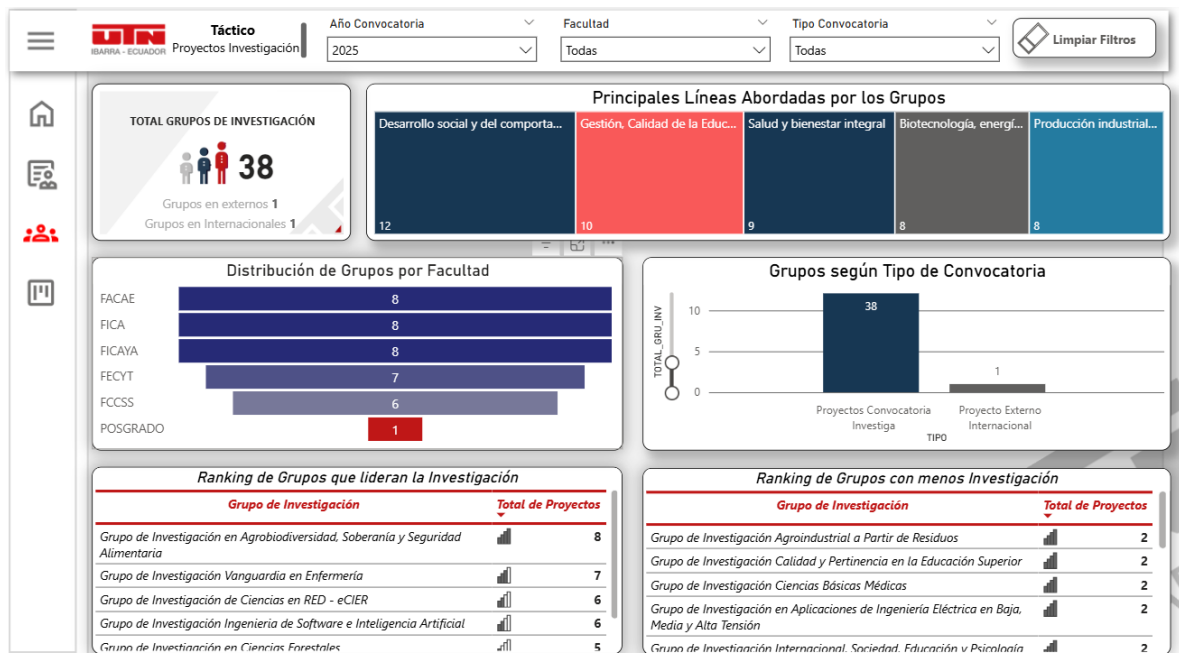 UTN
IBARRA - ECUADOR
Táctico
Proyectos Investigación
Año Convocatoria
2025
Facultad
Todas
Tipo Convocatoria
Todas
Limpiar Filtros
TOTAL GRUPOS DE INVESTIGACIÓN
38
Grupos en externos 1
Grupos en Internacionales 1
Principales Líneas Abordadas por los Grupos
Desarrollo social y del comporta...
12
Gestión, Calidad de la Educ...
10
Salud y bienestar integral
9
Biotecnología, energí...
8
Producción industrial...
8
Distribución de Grupos por Facultad
FACAE 8
FICA 8
FICAYA 8
FECYT 7
FCCSS 6
POSGRADO 1
Grupos según Tipo de Convocatoria
TOTAL_GRU_INV
10
5
0
38
1
Proyectos Convocatoria
Investiga
Proyecto Externo
Internacional
TIPO
Ranking de Grupos que lideran la Investigación
Grupo de Investigación Total de Proyectos
Grupo de Investigación en Agrobiodiversidad, Soberanía y Seguridad
Alimentaria 8
Grupo de Investigación Vanguardia en Enfermería 7
Grupo de Investigación de Ciencias en RED - eCIER 6
Grupo de Investigación Ingenieria de Software e Inteligencia Artificial 6
Grupo de Investigación en Ciencias Forestales 5
Ranking de Grupos con menos Investigación
Grupo de Investigación Total de Proyectos
Grupo de Investigación Agroindustrial a Partir de Residuos 2
Grupo de Investigación Calidad y Pertinencia en la Educación Superior 2
Grupo de Investigación Ciencias Básicas Médicas 2
Grupo de Investigación en Aplicaciones de Ingeniería Eléctrica en Baja,
Media y Alta Tensión 2
Grupo de Investigación Internacional, Sociedad, Educación y Psicología 2